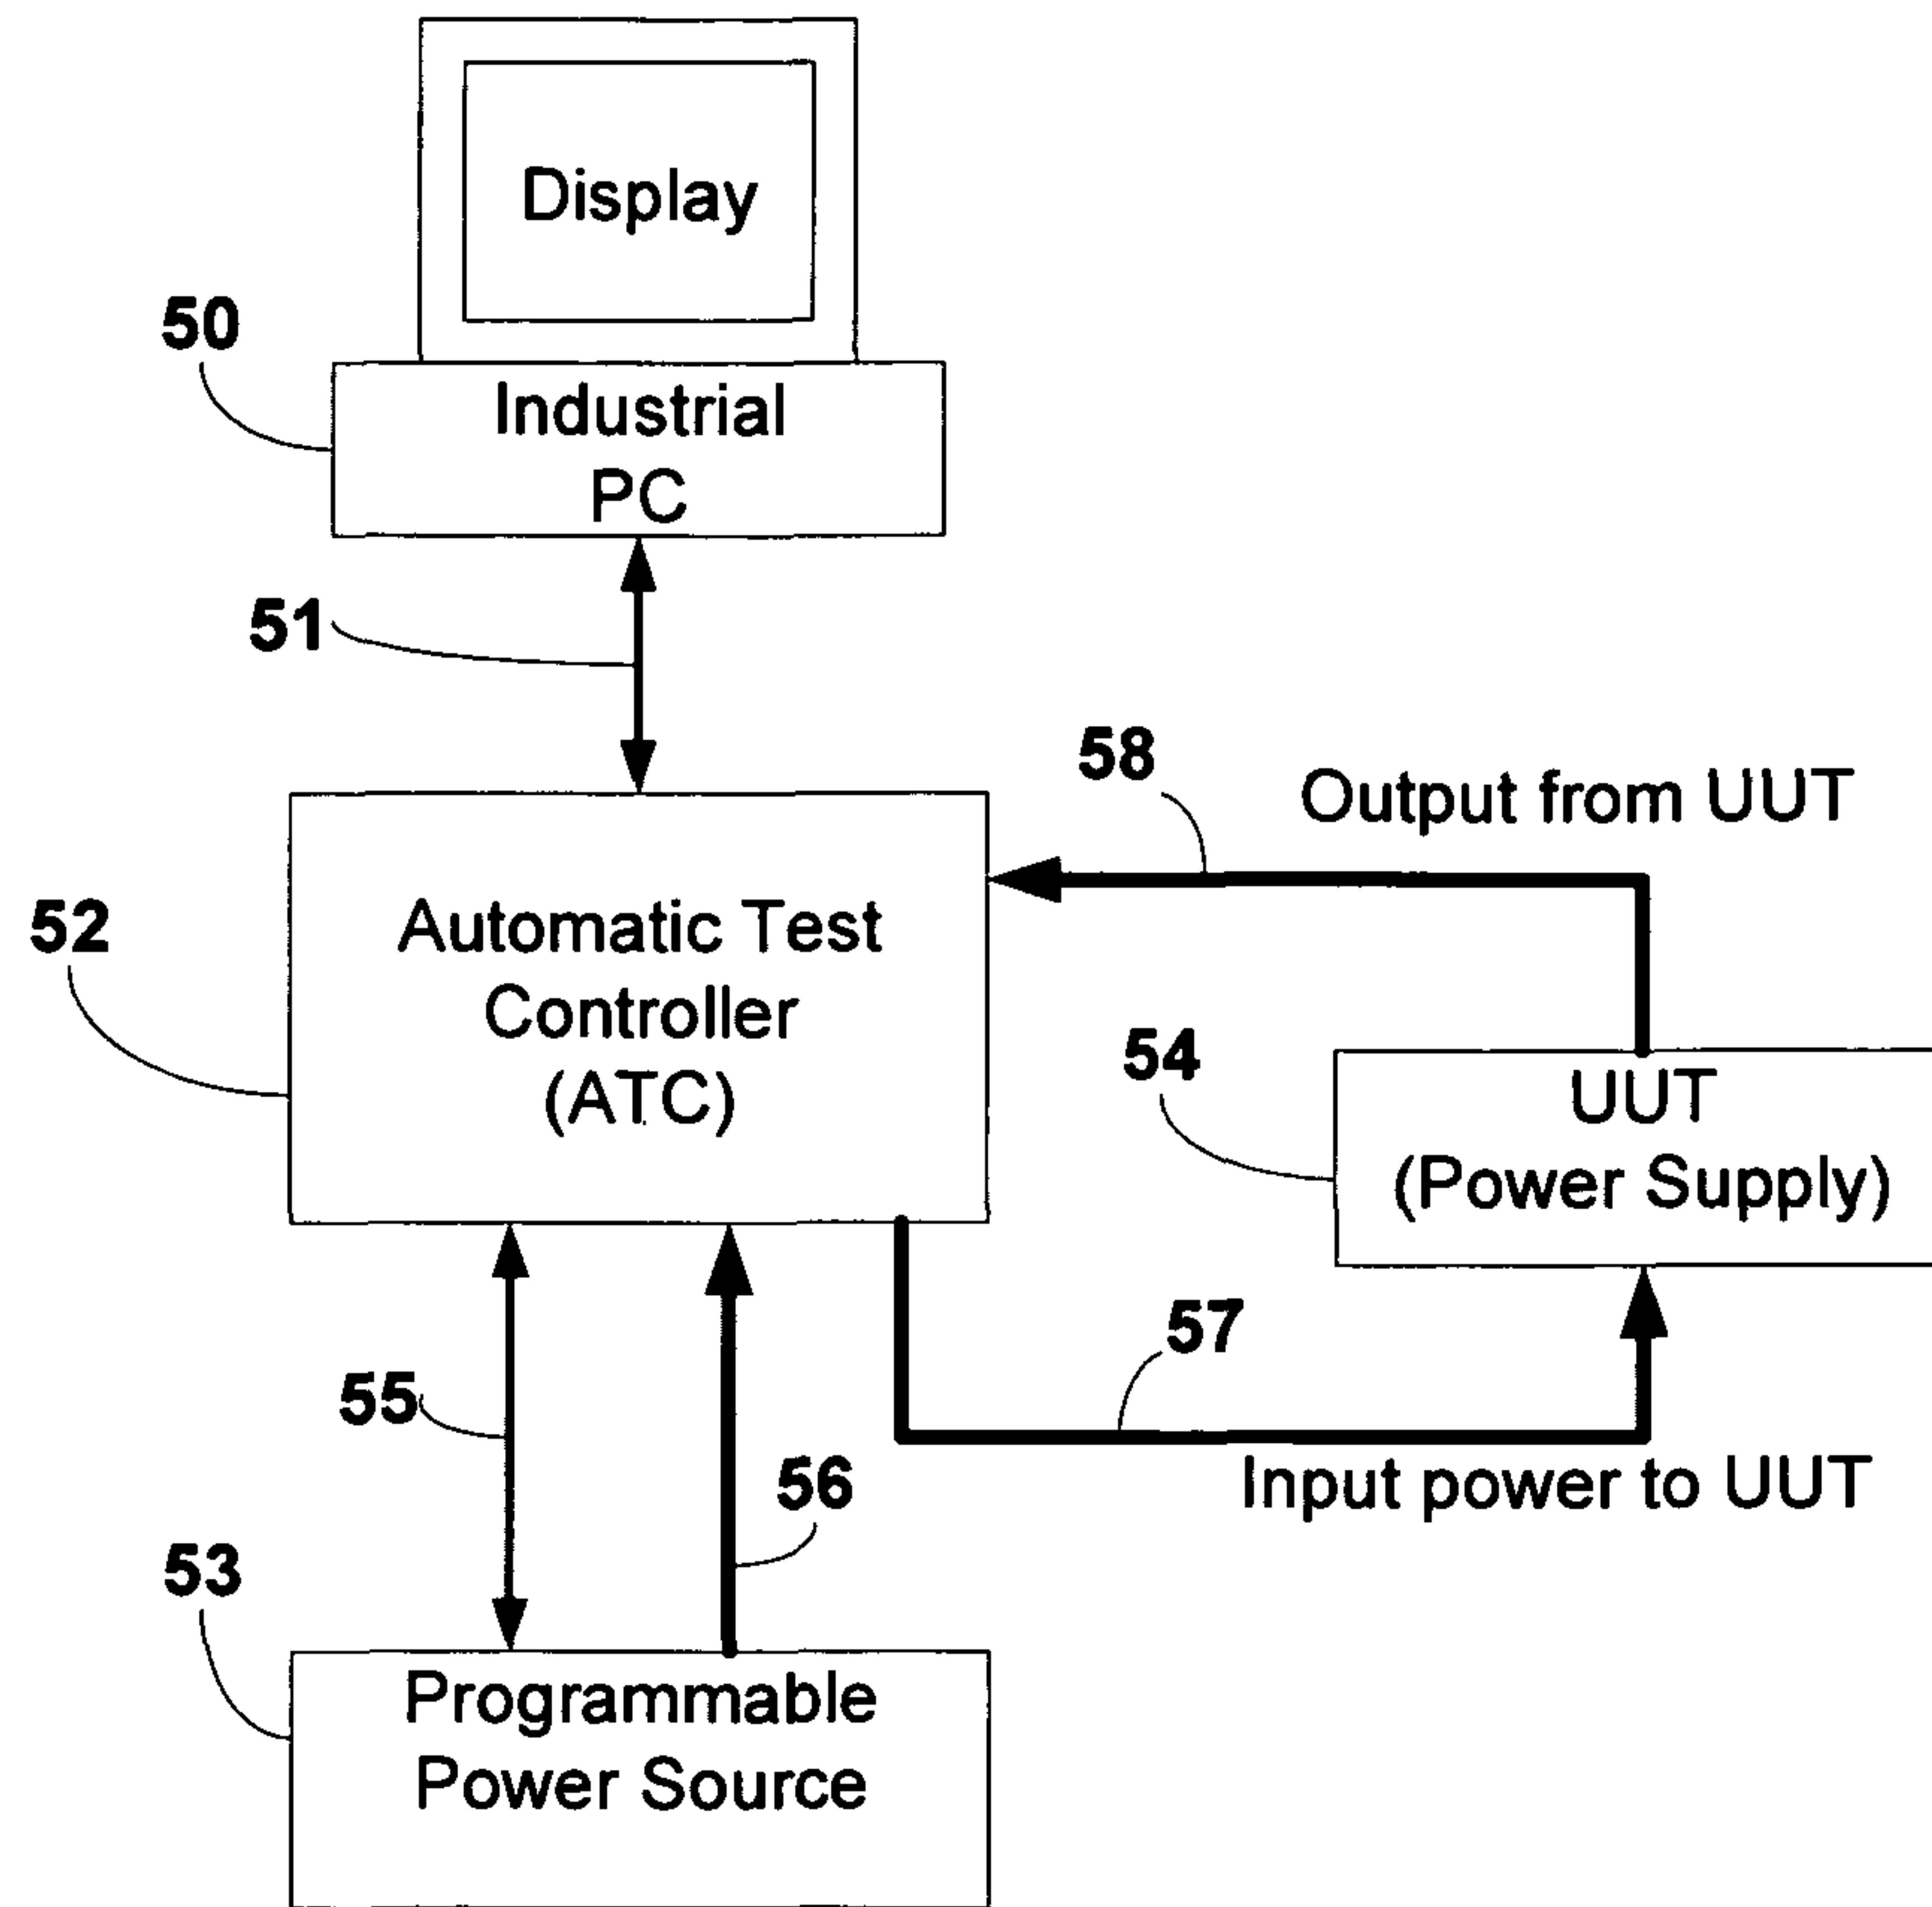 Display
50
Industrial
PC
51
58
Output from UUT
52
Automatic Test
Controller
(ATC)
54
UUT
(Power Supply)
57
55
56
Input power to UUT
53
Programmable
Power Source